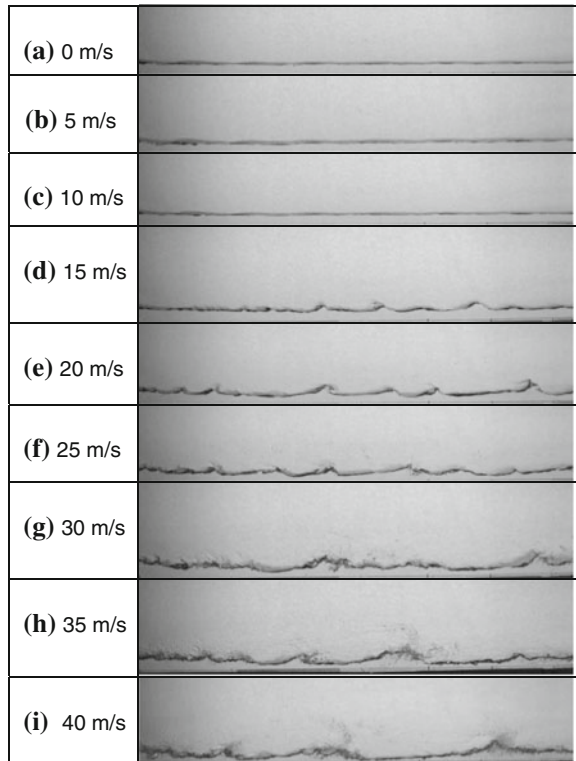 (a) 0 m/s
(b) 5 m/s
(c) 10 m/s
(d) 15 m/s
(e) 20 m/s
(f) 25 m/s
(g) 30 m/s
(h) 35 m/s
(i) 40 m/s